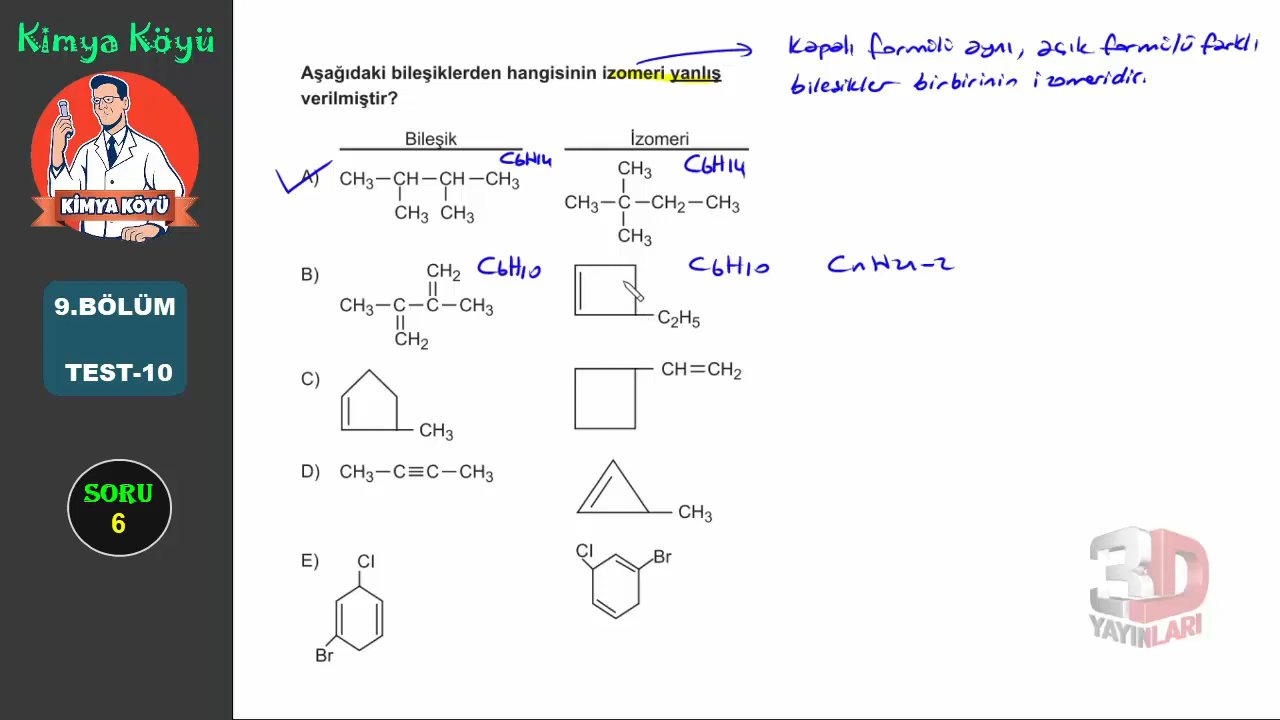 Kimya Köyü
KİMYA KÖYÜ
9.BÖLÜM
TEST-10
SORU
6
Aşağıdaki bileşiklerden hangisinin izomeri yanlış
verilmiştir?
Kapalı formülü aynı, açık formülü farklı
bileşikler birbirinin izomeridir.
Bileşik İzomeri
A) CH3—CH—CH—CH3 C6H14
CH3 CH3
CH3 C6H14
CH3—C—CH2—CH3
CH3
B) CH2 C6H10
CH3—C—C—CH3
CH2
C6H10 CnH2n-2
C2H5
C) CH3
CH=CH2
D) CH3—C≡C—CH3
CH3
E) Cl
Br
Cl Br
3D
YAYINLARI